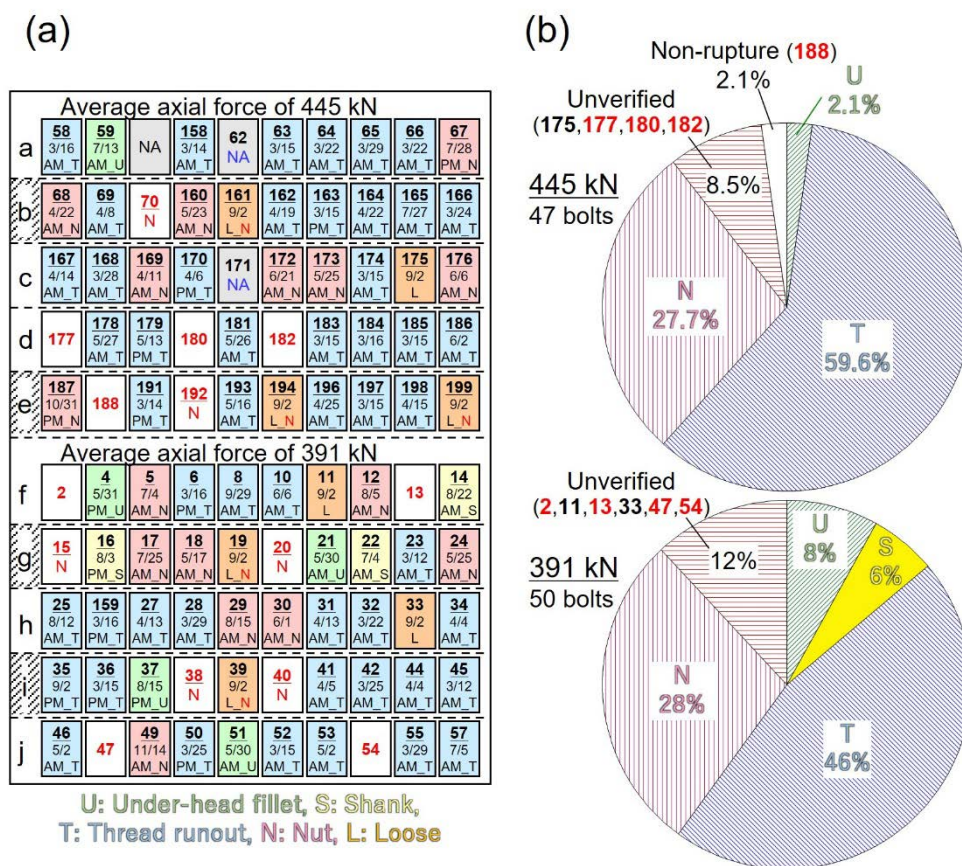 (a)
Average axial force of 445 kN
a
58 59 NA 158 62 63 64 65 66 67
3/16 7/13 3/14 NA 3/15 3/22 3/29 3/22 7/28
AM_T AM_U AM_T AM_T AM_T AM_T AM_T PM_N
b
68 69 70 160 161 162 163 164 165 166
4/22 4/8 N 5/23 9/2 4/19 3/15 4/22 7/27 3/24
AM_N AM_T AM_N L_N AM_T PM_T AM_T AM_T AM_T
c
167 168 169 170 171 172 173 174 175 176
4/14 3/28 4/11 4/6 NA 6/21 5/25 3/15 9/2 6/6
AM_T AM_T AM_N PM_T AM_N AM_N AM_T L AM_N
d
177 178 179 180 181 182 183 184 185 186
5/27 5/13 5/26 3/15 3/16 3/15 6/2
AM_T PM_T AM_T AM_T AM_T AM_T AM_T
e
187 188 191 192 193 194 196 197 198 199
10/31 3/14 N 5/16 9/2 4/25 3/15 4/15 9/2
PM_N PM_T AM_T L_N AM_T AM_T AM_T L_N
Average axial force of 391 kN
f
2 4 5 6 8 10 11 12 13 14
5/31 7/4 3/16 9/29 6/6 9/2 8/5 8/22
PM_U AM_N PM_T AM_T AM_T L AM_N AM_S
g
15 16 17 18 19 20 21 22 23 24
N 8/3 7/25 5/17 9/2 N 5/30 7/4 3/12 5/25
PM_S AM_N AM_N L_N AM_U AM_S AM_T AM_N
h
25 159 27 28 29 30 31 32 33 34
8/12 3/16 4/13 3/29 8/15 6/1 4/13 3/22 9/2 4/4
AM_T PM_T AM_T AM_T AM_N AM_N AM_T AM_T L AM_T
i
35 36 37 38 39 40 41 42 44 45
9/2 3/15 8/15 N 9/2 N 4/5 3/25 4/4 3/12
PM_T PM_T PM_U L_N AM_T AM_T AM_T AM_T
j
46 47 49 50 51 52 53 54 55 57
5/2 11/14 3/25 5/30 3/15 5/2 3/29 7/5
AM_T AM_N PM_T AM_U AM_T AM_T AM_T AM_T
U: Under-head fillet, S: Shank,
T: Thread runout, N: Nut, L: Loose
(b)
Non-rupture (188)
2.1%
U
2.1%
Unverified
(175,177,180,182)
8.5%
445 kN
47 bolts
N
27.7%
T
59.6%
Unverified
(2,11,13,33,47,54)
12%
U
8%
S
6%
391 kN
50 bolts
N
28%
T
46%